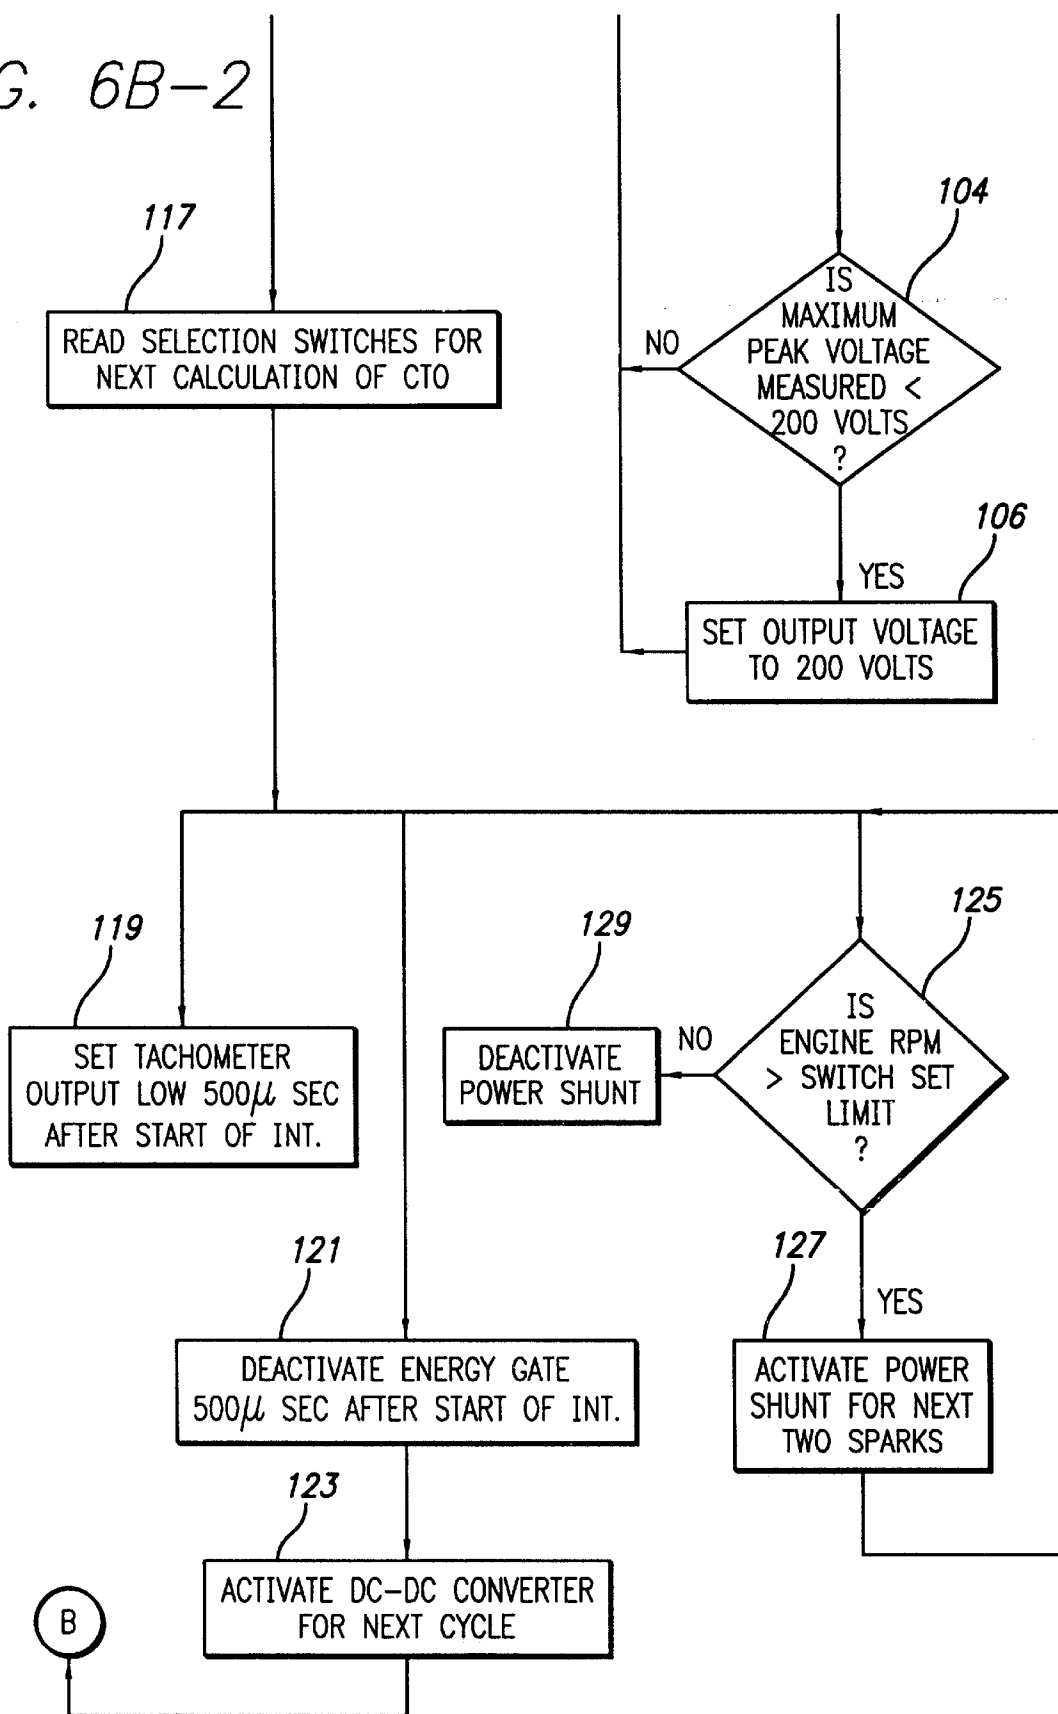 G. 6B-2
117
READ SELECTION SWITCHES FOR
NEXT CALCULATION OF CTO
104
IS
MAXIMUM
PEAK VOLTAGE
MEASURED <
200 VOLTS
?
NO
YES
106
SET OUTPUT VOLTAGE
TO 200 VOLTS
119
SET TACHOMETER
OUTPUT LOW 500μ SEC
AFTER START OF INT.
129
DEACTIVATE
POWER SHUNT
NO
125
IS
ENGINE RPM
> SWITCH SET
LIMIT
?
YES
121
DEACTIVATE ENERGY GATE
500μ SEC AFTER START OF INT.
127
ACTIVATE POWER
SHUNT FOR NEXT
TWO SPARKS
123
ACTIVATE DC-DC CONVERTER
FOR NEXT CYCLE
B